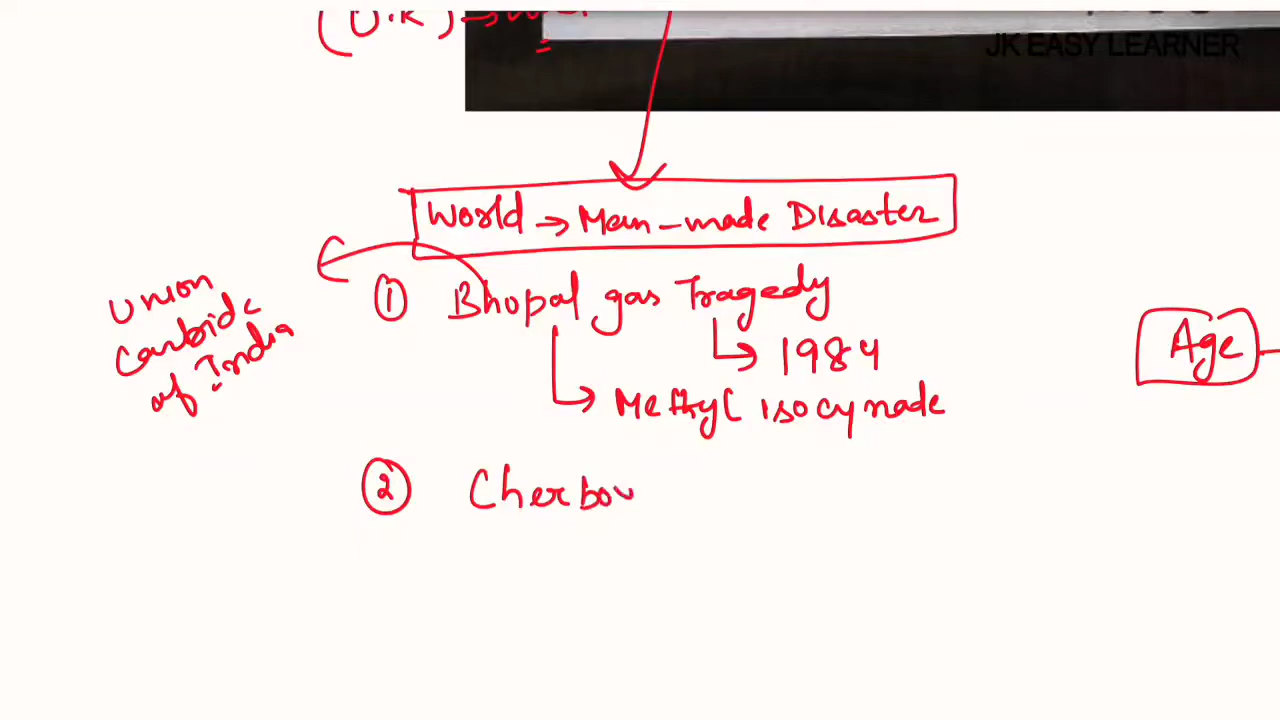 (U.K) →
JK EASY LEARNER
World → Man-made Disaster
① Bhopal gas Tragedy
Union
Carbide
of India
→ 1984
Age
→ Methyl isocynade
② Cherbou